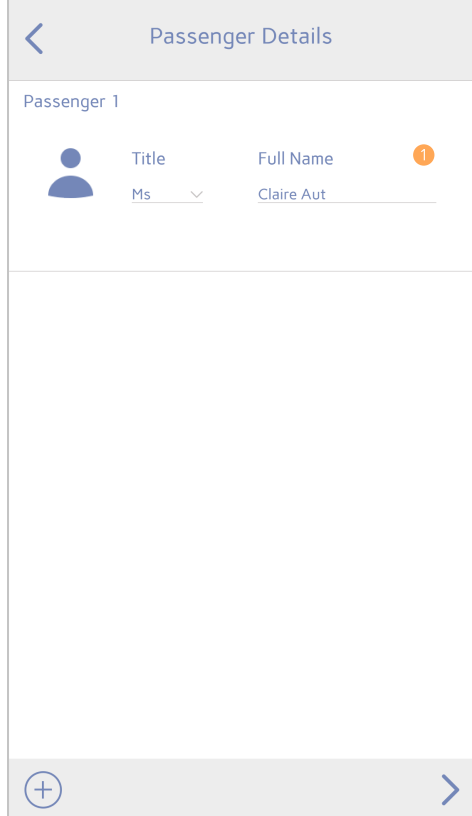 Passenger Details
Passenger 1
Title Full Name 1
Ms Claire Aut